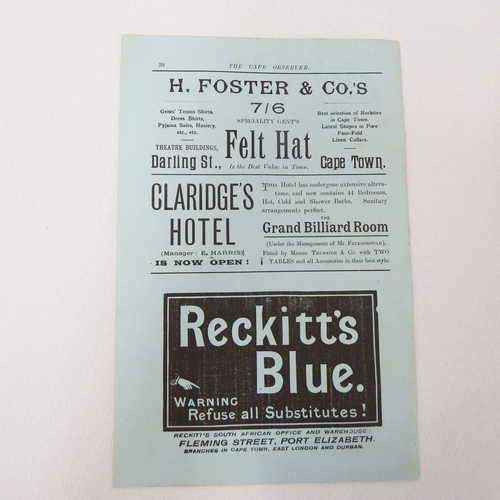 THE CAPE OBSERVER.
H. FOSTER & CO.'S
7/6
Gents' Tennis Shirts,
Dress Shirts,
Pyjama Suits, Hosiery,
etc., etc.
SPECIALITY GENT'S
Felt Hat
Is the Best Value in Town.
Best selection of Neckties
in Cape Town.
Latest Shapes in Pure
Four-Fold
Linen Collars.
THEATRE BUILDINGS,
Darling St.,
Cape Town.
CLARIDGE'S
HOTEL
(Manager: E. HARRIS)
IS NOW OPEN!
THIS Hotel has undergone extensive altera-
tions, and now contains 44 Bedrooms,
Hot, Cold and Shower Baths. Sanitary
arrangements perfect.
THE
Grand Billiard Room
(Under the Management of Mr.
Fitted by Messrs. THURSTON & Co. with TWO
TABLES and all Accessories in their best style.
Reckitt's
Blue.
WARNING
Refuse all Substitutes!
RECKITT'S SOUTH AFRICAN OFFICE AND WAREHOUSE:
FLEMING STREET, PORT ELIZABETH.
BRANCHES IN CAPE TOWN, EAST LONDON AND DURBAN.